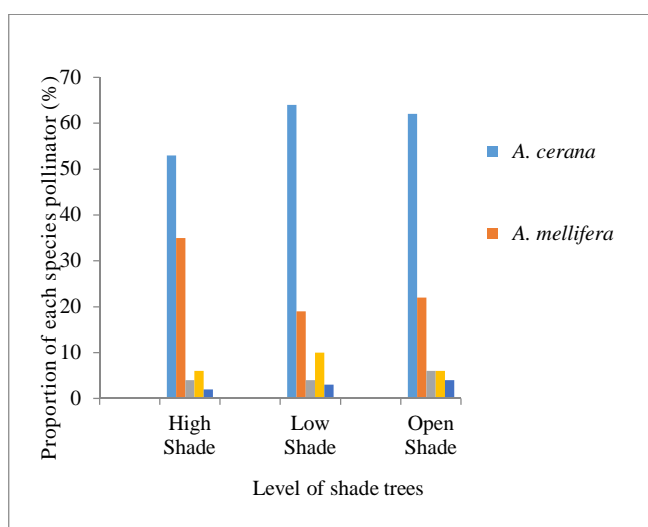 Proportion of each species pollinator (%)
70
60
50
40
30
20
10
0
High
Shade
Low
Shade
Open
Shade
Level of shade trees
A. cerana
A. mellifera